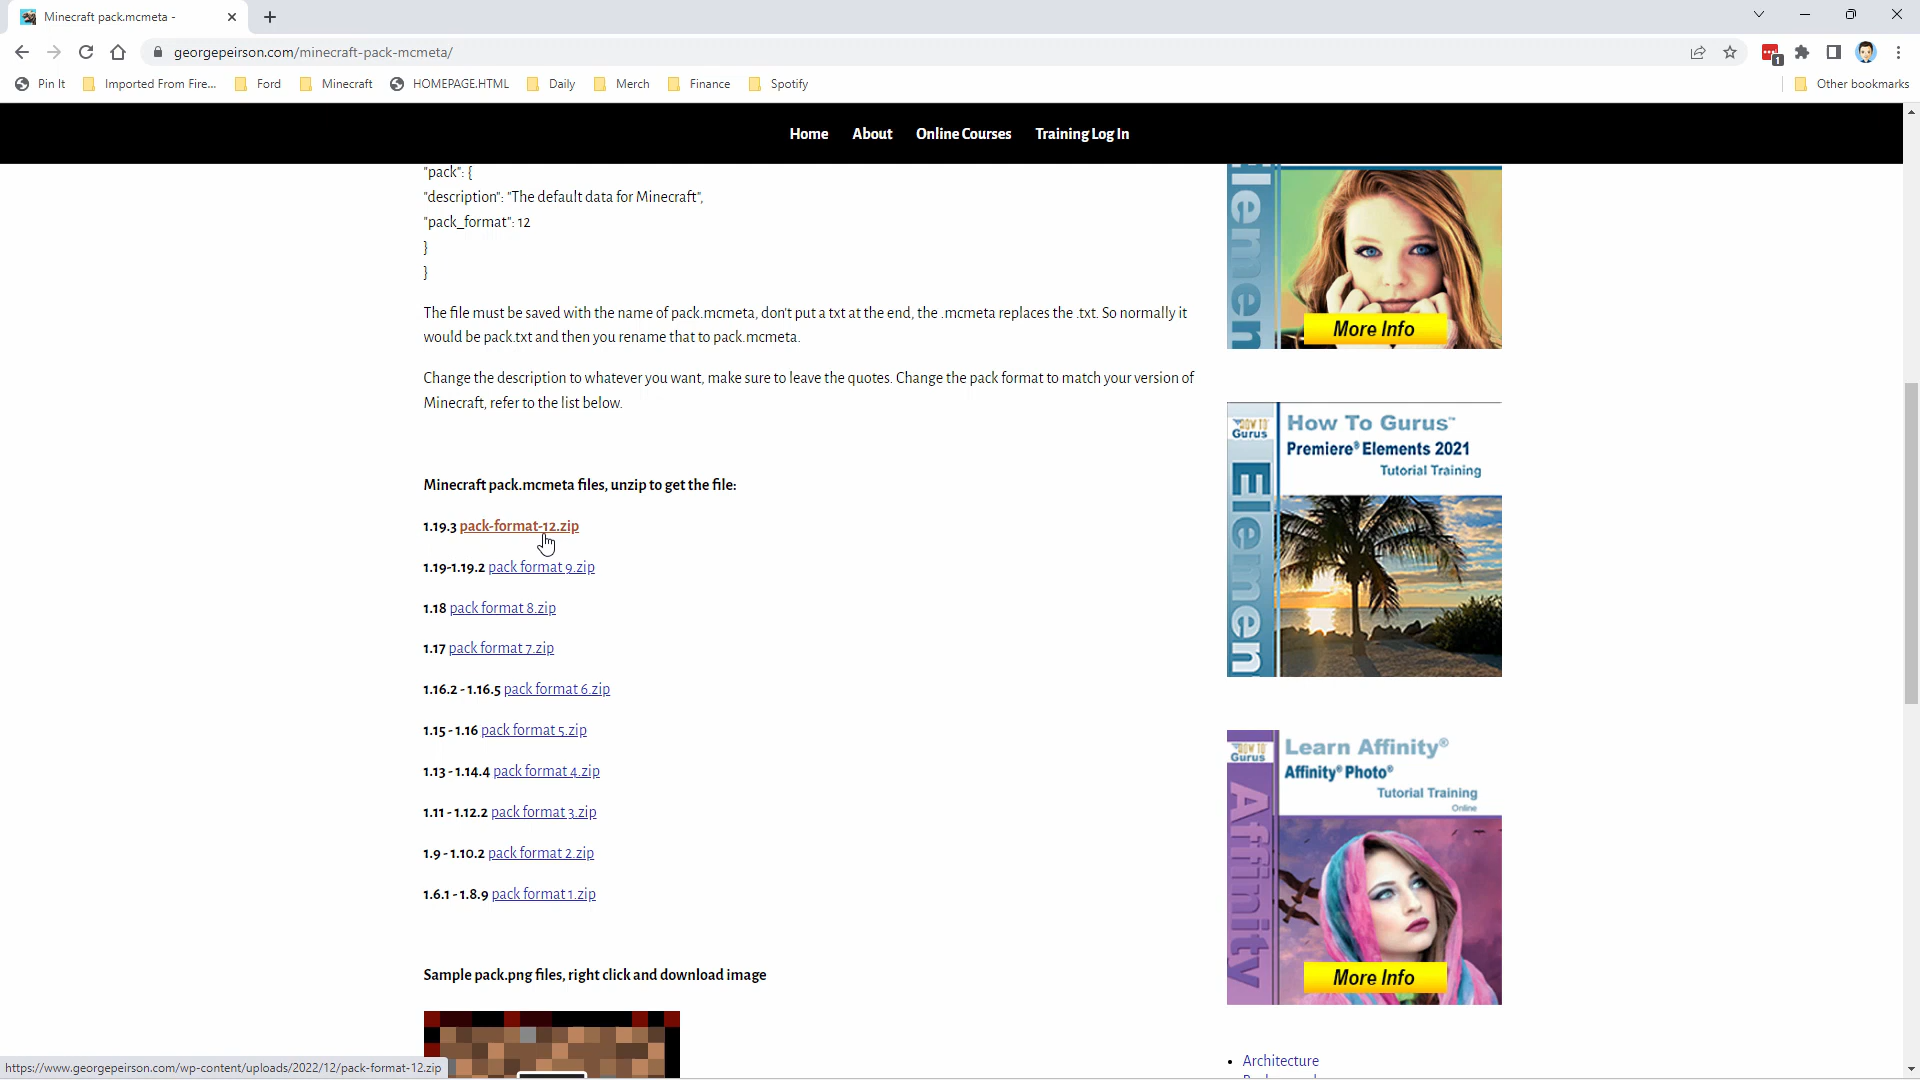 Minecraft pack.mcmeta -
georgepeirson.com/minecraft-pack-mcmeta/
1
Pin It
Imported From Fire...
Ford
Minecraft
HOMEPAGE.HTML
Daily
Merch
Finance
Spotify
Other bookmarks
Home
About
Online Courses
Training Log In
"pack": {
"description": "The default data for Minecraft",
"pack_format": 12
}
}
The file must be saved with the name of pack.mcmeta, don't put a txt at the end, the .mcmeta replaces the .txt. So normally it
would be pack.txt and then you rename that to pack.mcmeta.
Change the description to whatever you want, make sure to leave the quotes. Change the pack format to match your version of
Minecraft, refer to the list below.
Minecraft pack.mcmeta files, unzip to get the file:
1.19.3 pack-format-12.zip
1.19-1.19.2 pack format 9.zip
1.18 pack format 8.zip
1.17 pack format 7.zip
1.16.2 - 1.16.5 pack format 6.zip
1.15 - 1.16 pack format 5.zip
1.13 - 1.14.4 pack format 4.zip
1.11 - 1.12.2 pack format 3.zip
1.9 - 1.10.2 pack format 2.zip
1.6.1 - 1.8.9 pack format 1.zip
Sample pack.png files, right click and download image
Elemen
More Info
HOW TO
Gurus
How To Gurus™
Premiere® Elements 2021
Tutorial Training
Elemen
HOW TO
Gurus
Learn Affinity®
Affinity® Photo®
Tutorial Training
Online
Affinity
More Info
• Architecture
https://www.georgepeirson.com/wp-content/uploads/2022/12/pack-format-12.zip